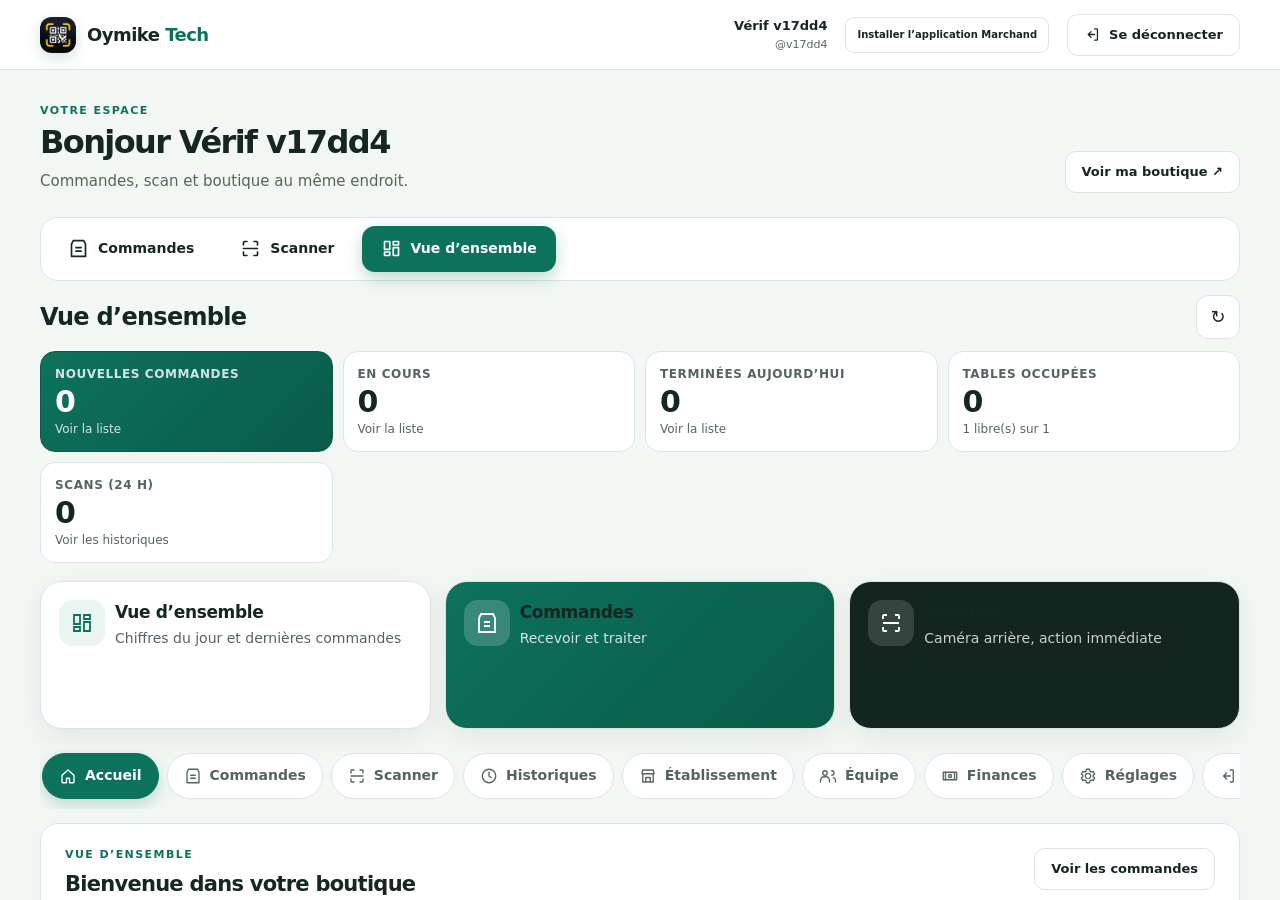 Oymike Tech
Vérif v17dd4
@v17dd4
Installer l’application Marchand
Se déconnecter
VOTRE ESPACE
Bonjour Vérif v17dd4
Commandes, scan et boutique au même endroit.
Voir ma boutique ↗
Commandes
Scanner
Vue d’ensemble
Vue d’ensemble
↻
NOUVELLES COMMANDES
0
Voir la liste
EN COURS
0
Voir la liste
TERMINÉES AUJOURD’HUI
0
Voir la liste
TABLES OCCUPÉES
0
1 libre(s) sur 1
SCANS (24 H)
0
Voir les historiques
Vue d’ensemble
Chiffres du jour et dernières commandes
Commandes
Recevoir et traiter
Caméra arrière, action immédiate
Accueil
Commandes
Scanner
Historiques
Établissement
Équipe
Finances
Réglages
VUE D’ENSEMBLE
Bienvenue dans votre boutique
Voir les commandes